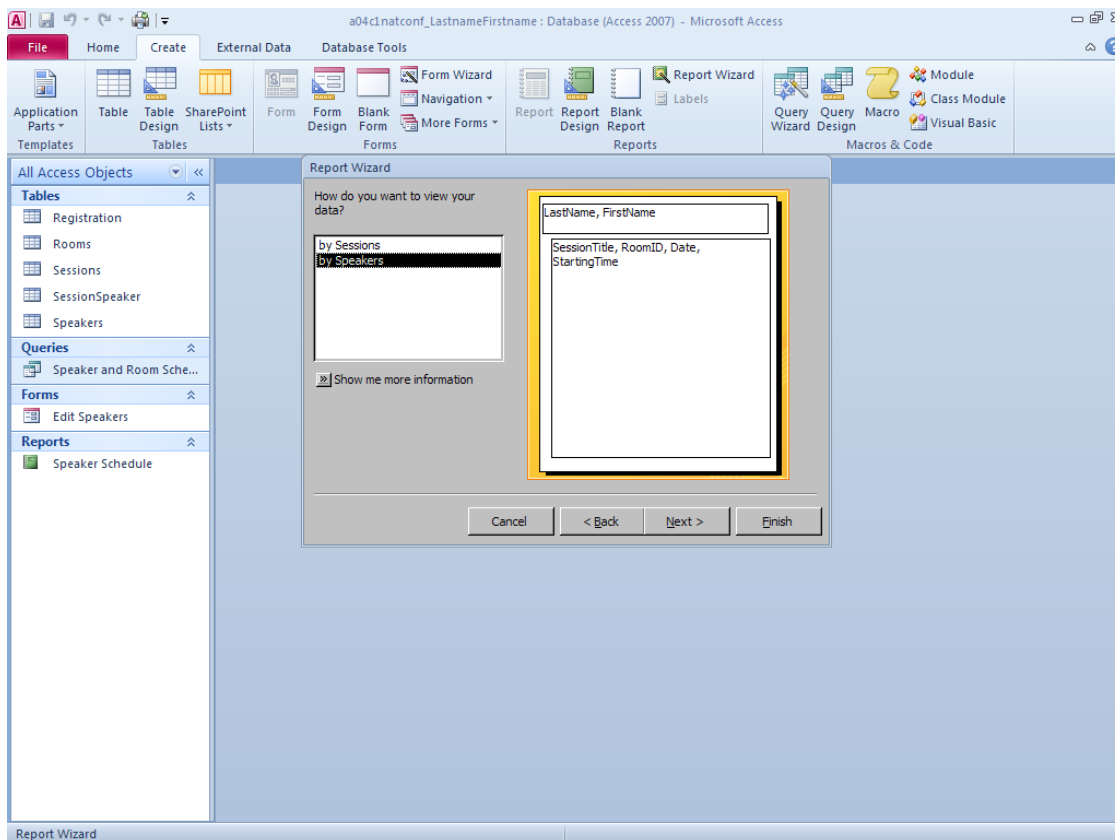 a04c1natconf_LastnameFirstname : Database (Access 2007) - Microsoft Access
File Home Create External Data Database Tools
Application Parts
Table
Table Design
SharePoint Lists
Form
Form Design
Blank Form
Form Wizard
Navigation
More Forms
Report
Report Design
Blank Report
Report Wizard
Labels
Query Wizard
Query Design
Macro
Module
Class Module
Visual Basic
Templates Tables Forms Reports Macros & Code
All Access Objects
Tables
Registration
Rooms
Sessions
SessionSpeaker
Speakers
Queries
Speaker and Room Sche...
Forms
Edit Speakers
Reports
Speaker Schedule
Report Wizard
How do you want to view your
data?
by Sessions
by Speakers
Show me more information
LastName, FirstName
SessionTitle, RoomID, Date,
StartingTime
Cancel < Back Next > Finish
Report Wizard